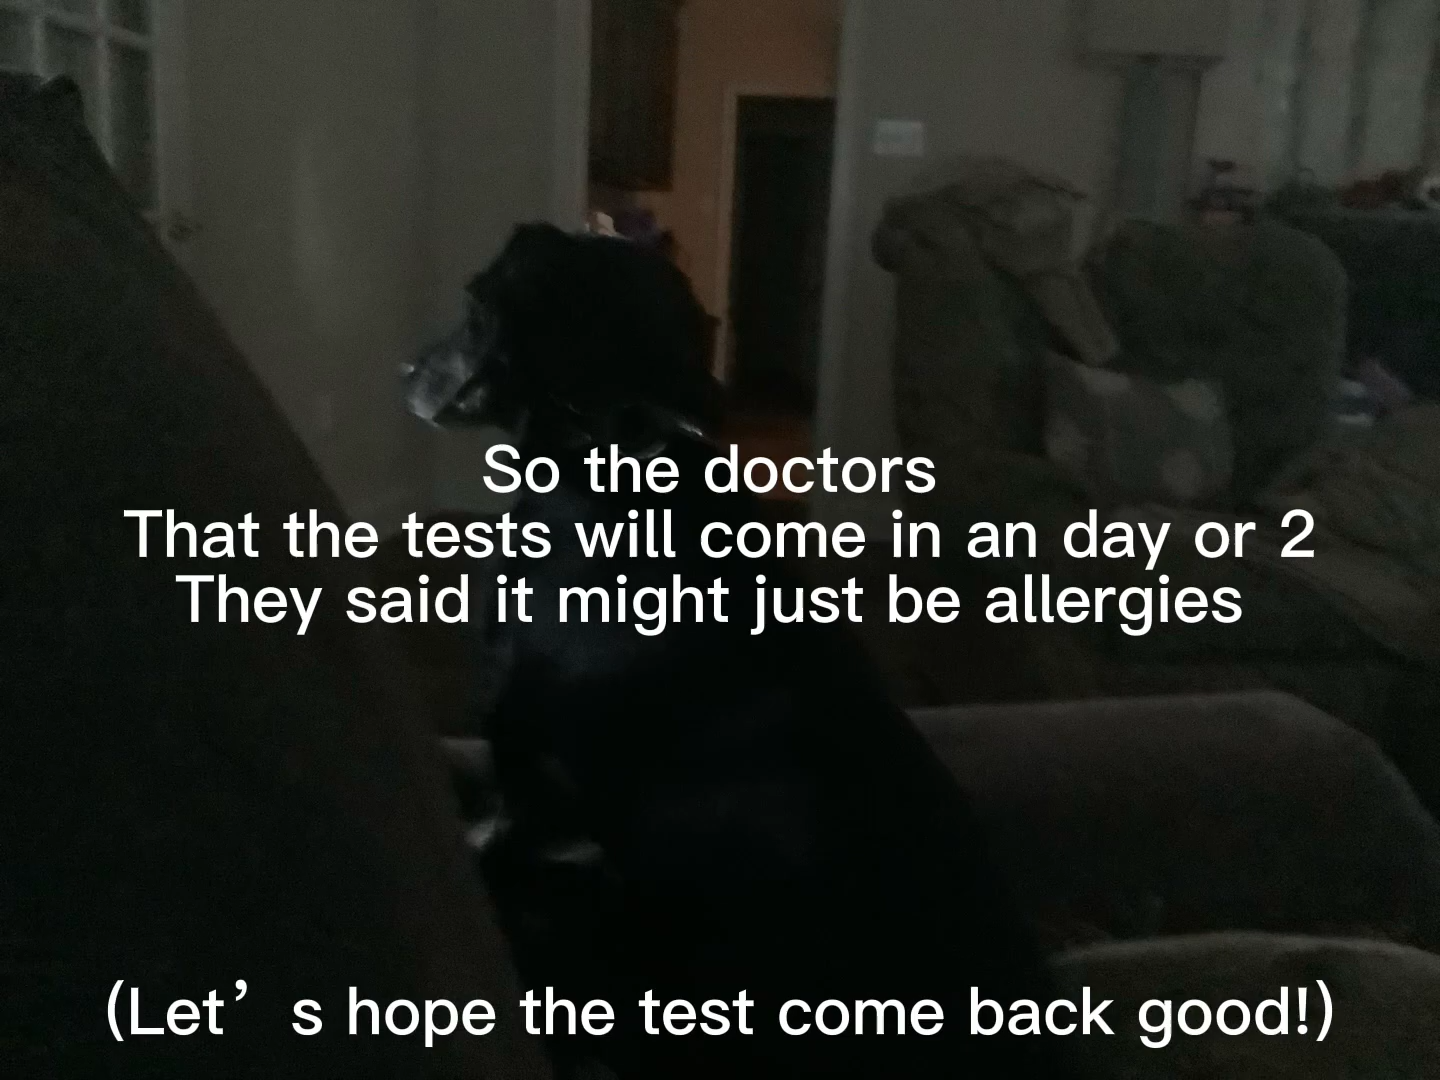 So the doctors
That the tests will come in an day or 2
They said it might just be allergies
(Let’s hope the test come back good!)